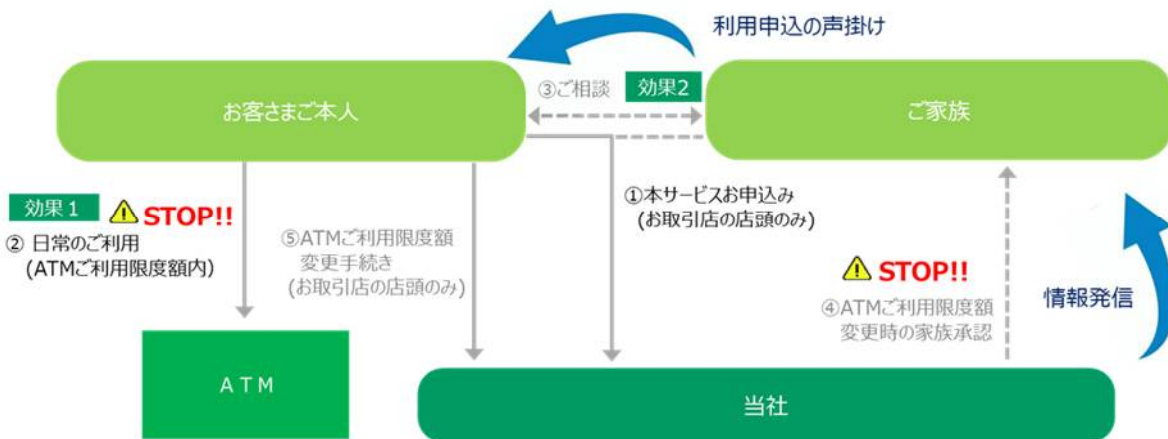 利用申込の声掛け
お客さまご本人
③ご相談
効果2
ご家族
効果1
STOP!!
② 日常のご利用
(ATMご利用限度額内)
⑤ATMご利用限度額
変更手続き
(お取引店の店頭のみ)
①本サービスお申込み
(お取引店の店頭のみ)
STOP!!
④ATMご利用限度額
変更時の家族承認
情報発信
ATM
当社